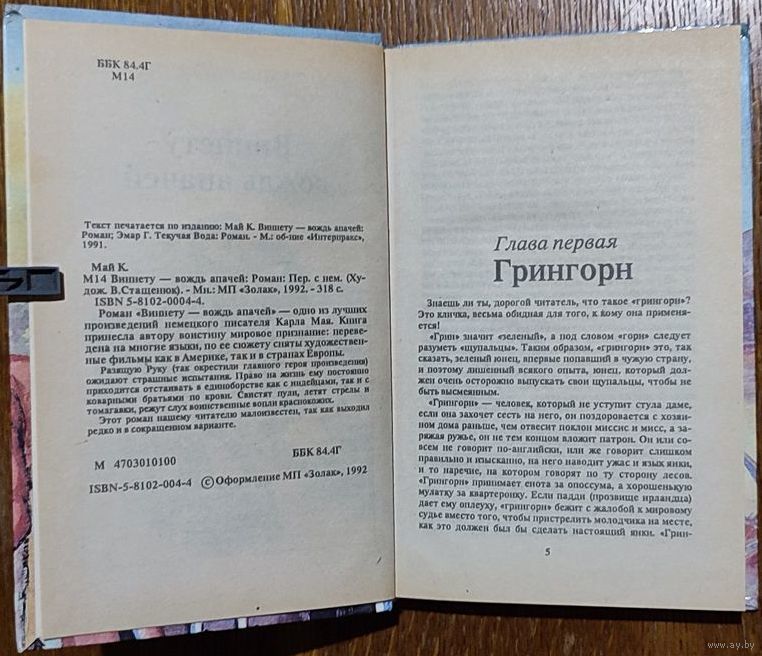 ББК 84.4Г
М14
Текст печатается по изданию: Май К. Виннету — вождь апачей:
Роман; Эмар Г. Текучая Вода: Роман. - М.: об-ние «Интерпракс»,
1991.
Май К.
М14 Виннету — вождь апачей: Роман: Пер. с нем. (Ху-
дож. В.Стащенюк). - Мн.: МП «Золак», 1992. - 318 с.
ISBN 5-8102-0004-4.
Роман «Виннету — вождь апачей» — одно из лучших
произведений немецкого писателя Карла Мая. Книга
принесла автору воистину мировое признание: переве-
дена на многие языки, по ее сюжету сняты художествен-
ные фильмы как в Америке, так и в странах Европы.
Разящую Руку (так окрестили главного героя произведения)
ожидают страшные испытания. Право на жизнь ему постоянно
приходится отстаивать в единоборстве как с индейцами, так и с
коварными братьями по крови. Свистят пули, летят стрелы и
томагавки, режут слух воинственные вопли краснокожих.
Этот роман нашему читателю малоизвестен, так как выходил
редко и в сокращенном варианте.
М 4703010100
ББК 84.4Г
ISBN-5-8102-004-4 © Оформление МП «Золак», 1992
Глава первая
Грингорн
Знаешь ли ты, дорогой читатель, что такое «грингорн»?
Это кличка, весьма обидная для того, к кому она применя-
ется!
«Грин» значит «зеленый», а под словом «горн» следует
разуметь «щупальцы». Таким образом, «грингорн» это, так
сказать, зеленый юнец, впервые попавший в чужую страну,
и поэтому лишенный всякого опыта, юнец, который дол-
жен очень осторожно выпускать свои щупальцы, чтобы не
быть высмеянным.
«Грингорн» — человек, который не уступит стула даме,
если она захочет сесть на него, он поздоровается с хозяи-
ном дома раньше, чем отвесит поклон миссис и мисс, а за-
ряжая ружье, он не тем концом вложит патрон. Он или со-
всем не говорит по-английски, или же говорит слишком
правильно и изысканно, на него наводит ужас и язык янки,
и то наречие, на котором говорят по ту сторону лесов.
«Грингорн» принимает енота за опоссума, а хорошенькую
мулатку за квартеронку. Если падди (прозвище ирландца)
дает ему оплеуху, «грингорн» бежит с жалобой к мировому
судье вместо того, чтобы пристрелить молодчика на месте,
как это должен был бы сделать настоящий янки. «Грин-
5
www.ay.by